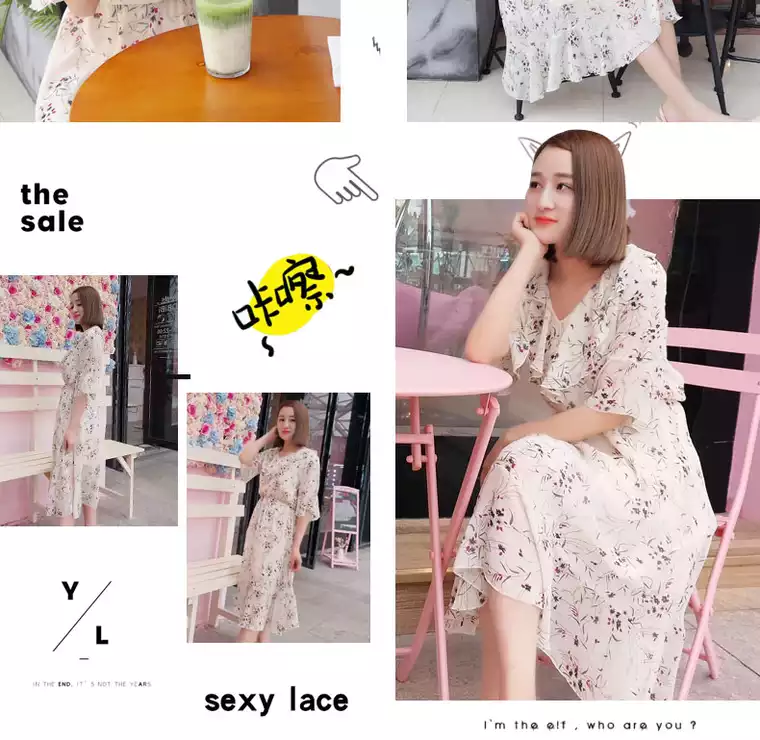 the
sale
咔嚓
Y
L
IN THE END, IT'S NOT THE YEARS
sexy lace
I'm the elf , who are you ?